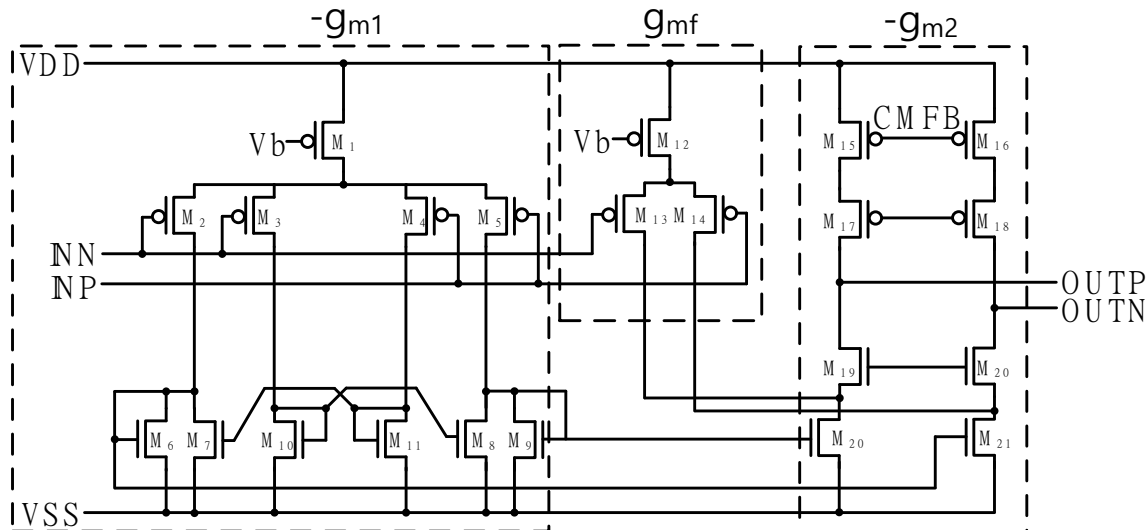 -gm1 gmf -gm2
VDD
CMFB
Vb M1 Vb M12 M15 M16
M2 M3 M4 M5 M13 M14 M17 M18
INN
INP
OUTP
OUTN
M19 M20
M6 M7 M10 M11 M8 M9 M20 M21
VSS